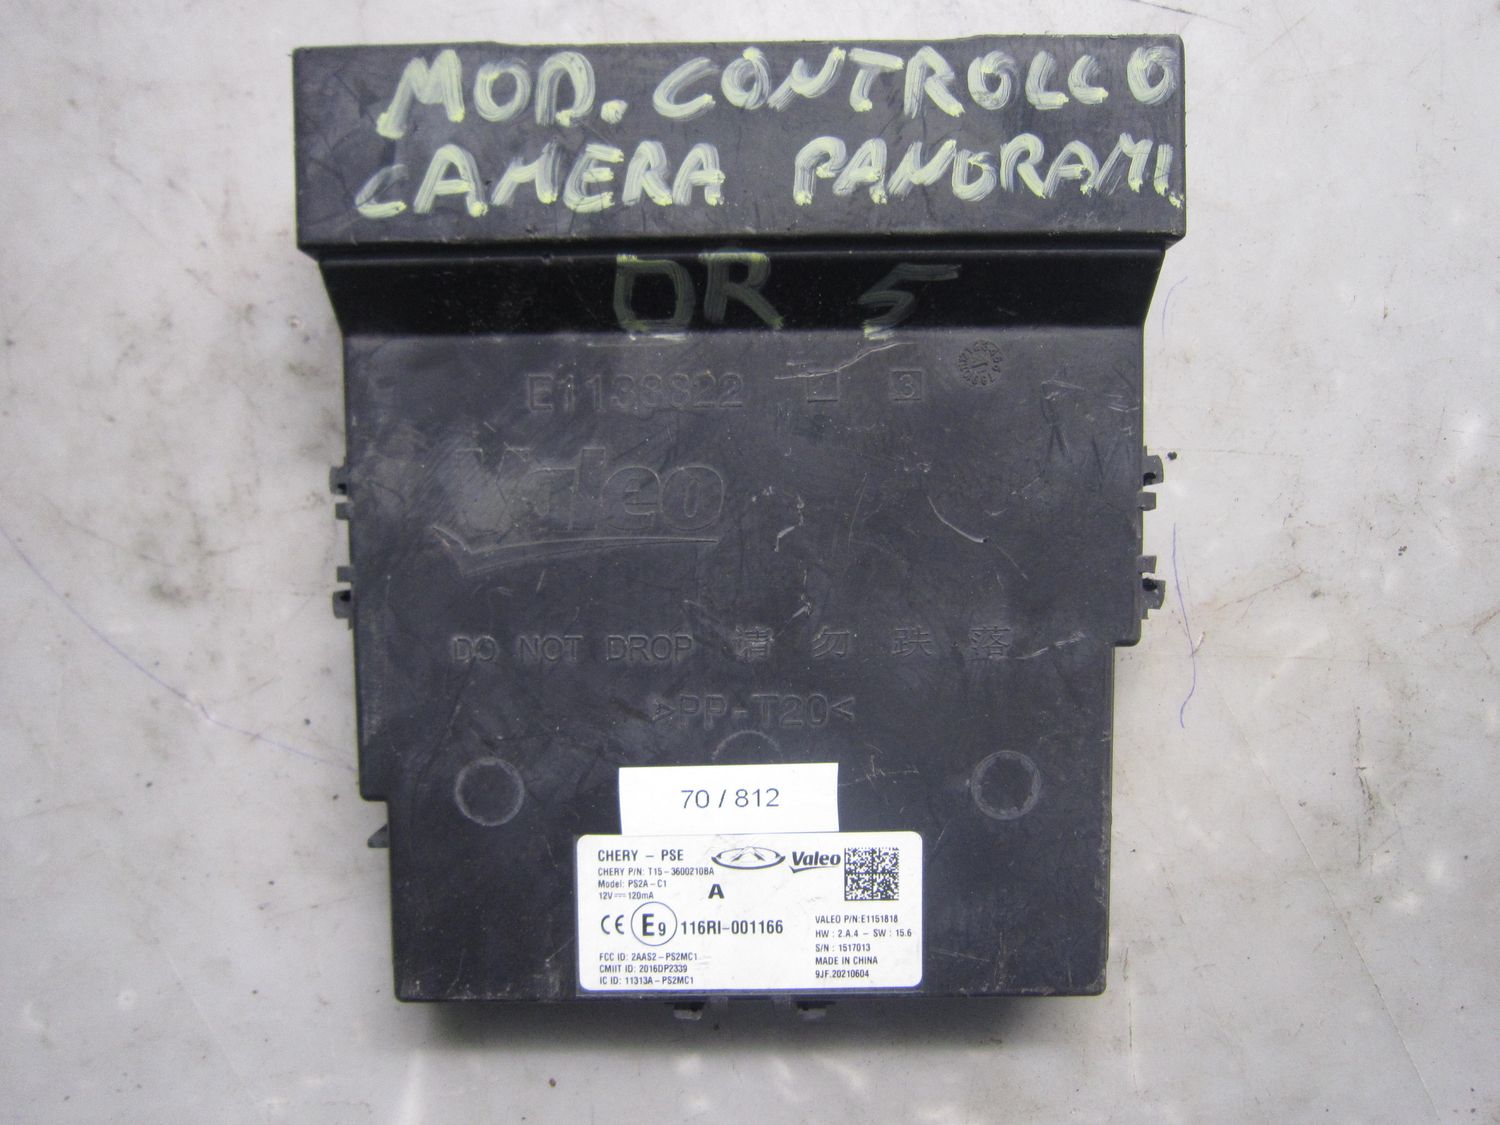 MOD. CONTROLLO
CAMERA PANORAMI
DR 5
E1138822 3
Valeo
DO NOT DROP 请勿跌落
>PP-T20<
70 / 812
CHERY - PSE
CHERY P/N: T15-3600210BA
Model: PS2A-C1
12V 120mA
A
Valeo
CE E9 116RI-001166
VALEO P/N:E1151818
HW : 2.A.4 - SW : 15.6
S/N : 1517013
MADE IN CHINA
9JF.20210604
FCC ID: 2AAS2-PS2MC1
CMIIT ID: 2016DP2339
IC ID: 11313A-PS2MC1